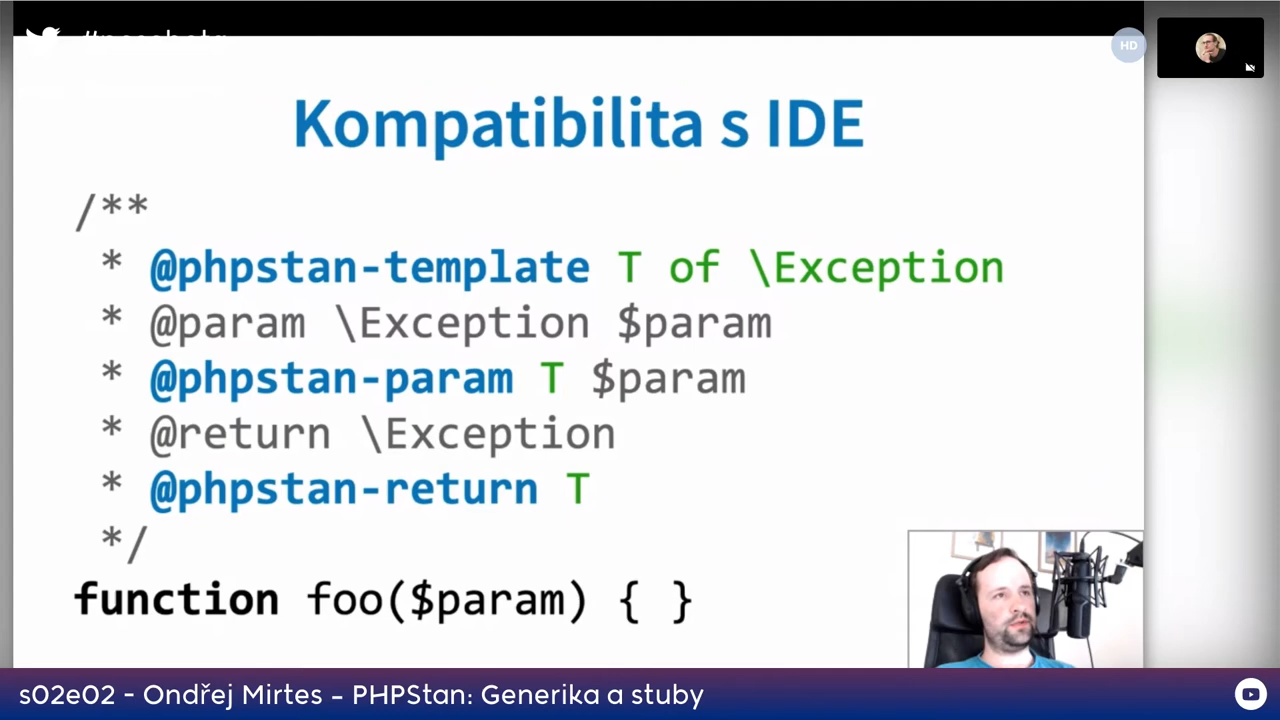 HD
Kompatibilita s IDE
/**
* @phpstan-template T of \Exception
* @param \Exception $param
* @phpstan-param T $param
* @return \Exception
* @phpstan-return T
*/
function foo($param) { }
s02e02 - Ondřej Mirtes – PHPStan: Generika a stuby